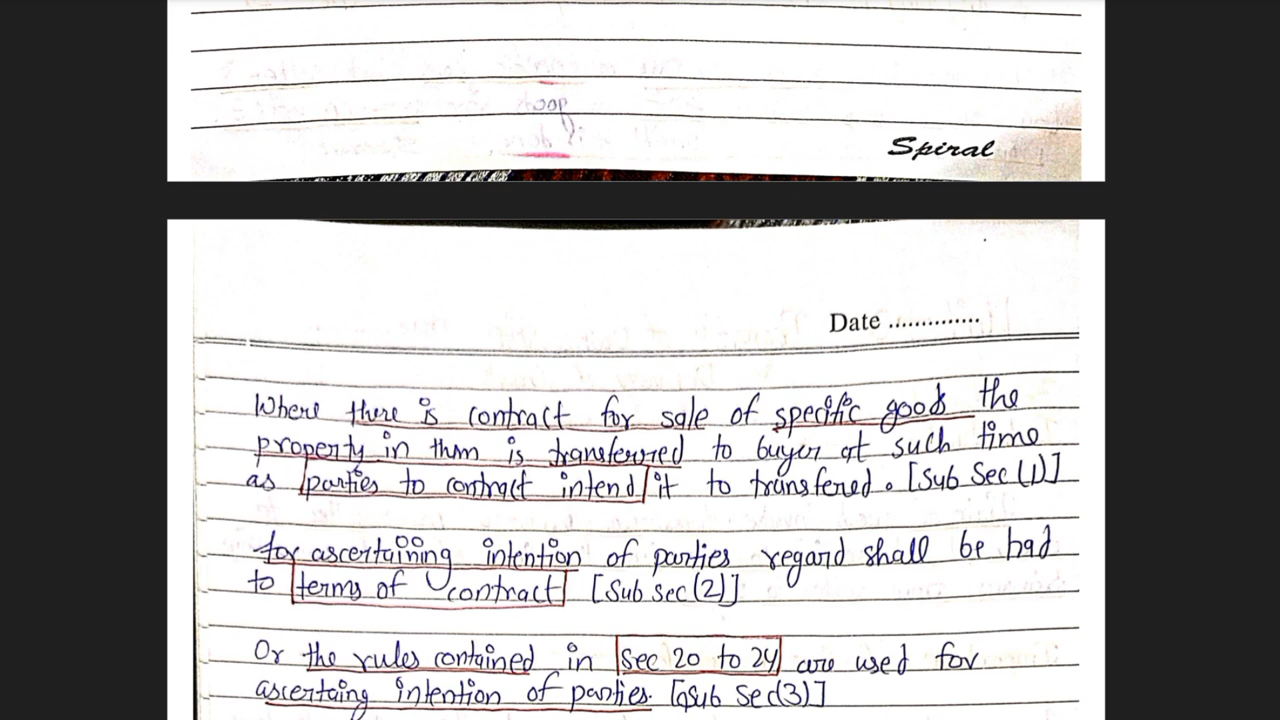 Spiral
Date .............
Where there is contract for sale of specific goods the
property in them is transferred to buyer at such time
as parties to contract intend it to transfered. [Sub Sec (1)]
for ascertaining intention of parties regard shall be had
to terms of contract [Sub sec (2)]
Or the rules contained in Sec 20 to 24 are used for
ascertaing intention of parties. [Sub Sec(3)]